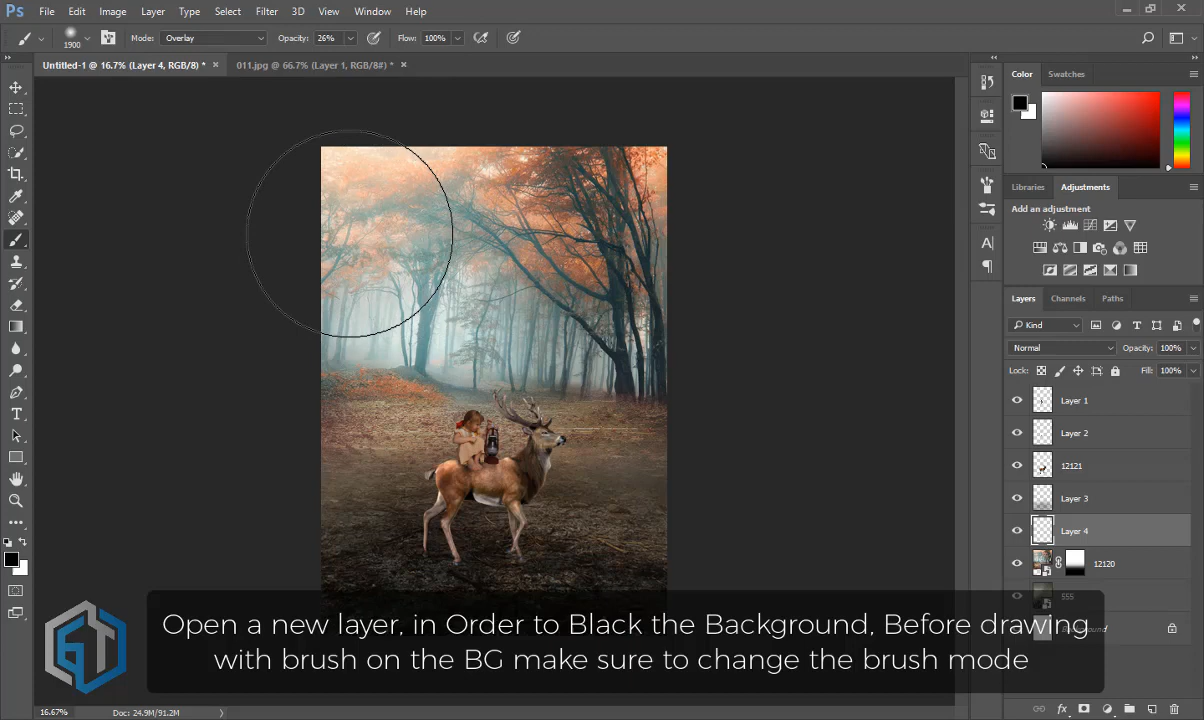 Ps File Edit Image Layer Type Select Filter 3D View Window Help
1900 Mode: Overlay Opacity: 26% Flow: 100%
Untitled-1 @ 16.7% (Layer 4, RGB/8) * × 011.jpg @ 66.7% (Layer 1, RGB/8#) * ×
Color Swatches
Libraries Adjustments
Add an adjustment
Layers Channels Paths
Kind
Normal Opacity: 100%
Lock: Fill: 100%
Layer 1
Layer 2
12121
Layer 3
Layer 4
12120
555
Background
Open a new layer, in Order to Black the Background, Before drawing
with brush on the BG make sure to change the brush mode
16.67% Doc: 24.9M/91.2M